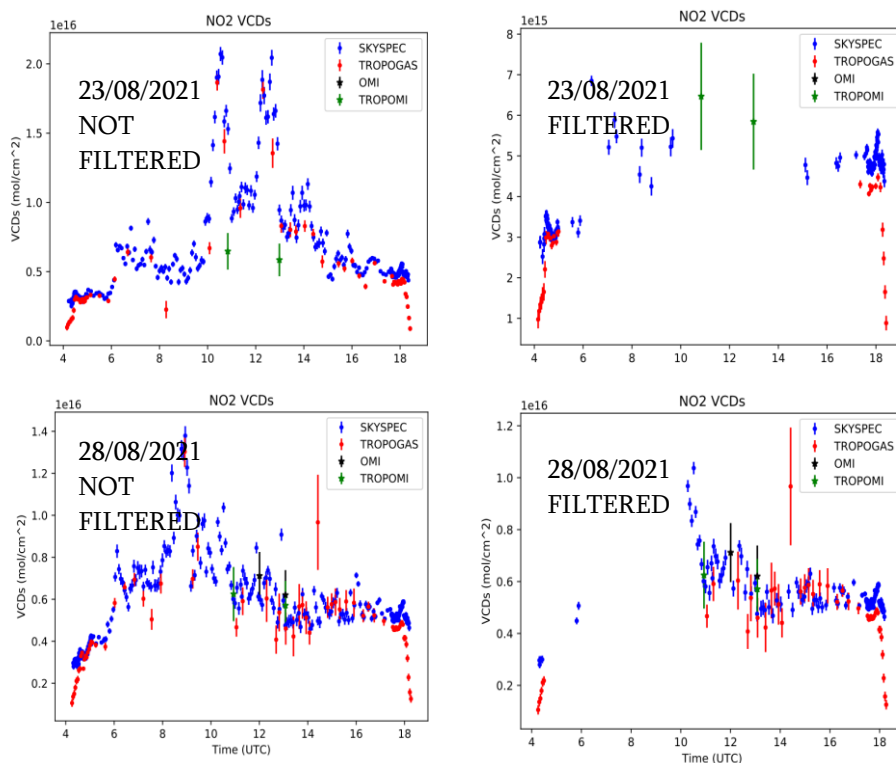 NO2 VCDs
1e16
SKYSPEC
TROPOGAS
OMI
TROPOMI
23/08/2021
NOT
FILTERED
VCDs (mol/cm^2)
2.0
1.5
1.0
0.5
0.0
4 6 8 10 12 14 16 18
Time (UTC)
NO2 VCDs
1e15
SKYSPEC
TROPOGAS
OMI
TROPOMI
23/08/2021
FILTERED
VCDs (mol/cm^2)
8
7
6
5
4
3
2
1
4 6 8 10 13 14 16 18
Time (UTC)
NO2 VCDs
1e16
SKYSPEC
TROPOGAS
OMI
TROPOMI
28/08/2021
NOT
FILTERED
VCDs (mol/cm^2)
1.4
1.2
1.0
0.8
0.6
0.4
0.2
4 6 8 10 12 14 16 18
Time (UTC)
NO2 VCDs
1e16
SKYSPEC
TROPOGAS
OMI
TROPOMI
28/08/2021
FILTERED
VCDs (mol/cm^2)
1.2
1.0
0.8
0.6
0.4
0.2
4 6 8 10 12 14 16 18
Time (UTC)